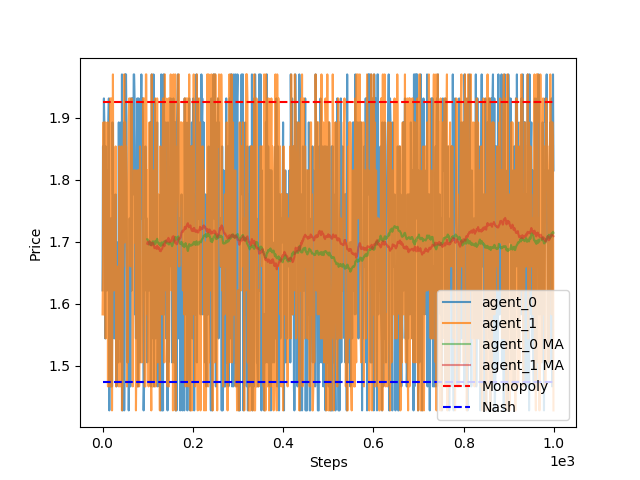 1.9
1.8
1.7
1.6
1.5
Price
0.0
0.2
0.4
0.6
0.8
1.0
Steps
1e3
agent_0
agent_1
agent_0 MA
agent_1 MA
Monopoly
Nash